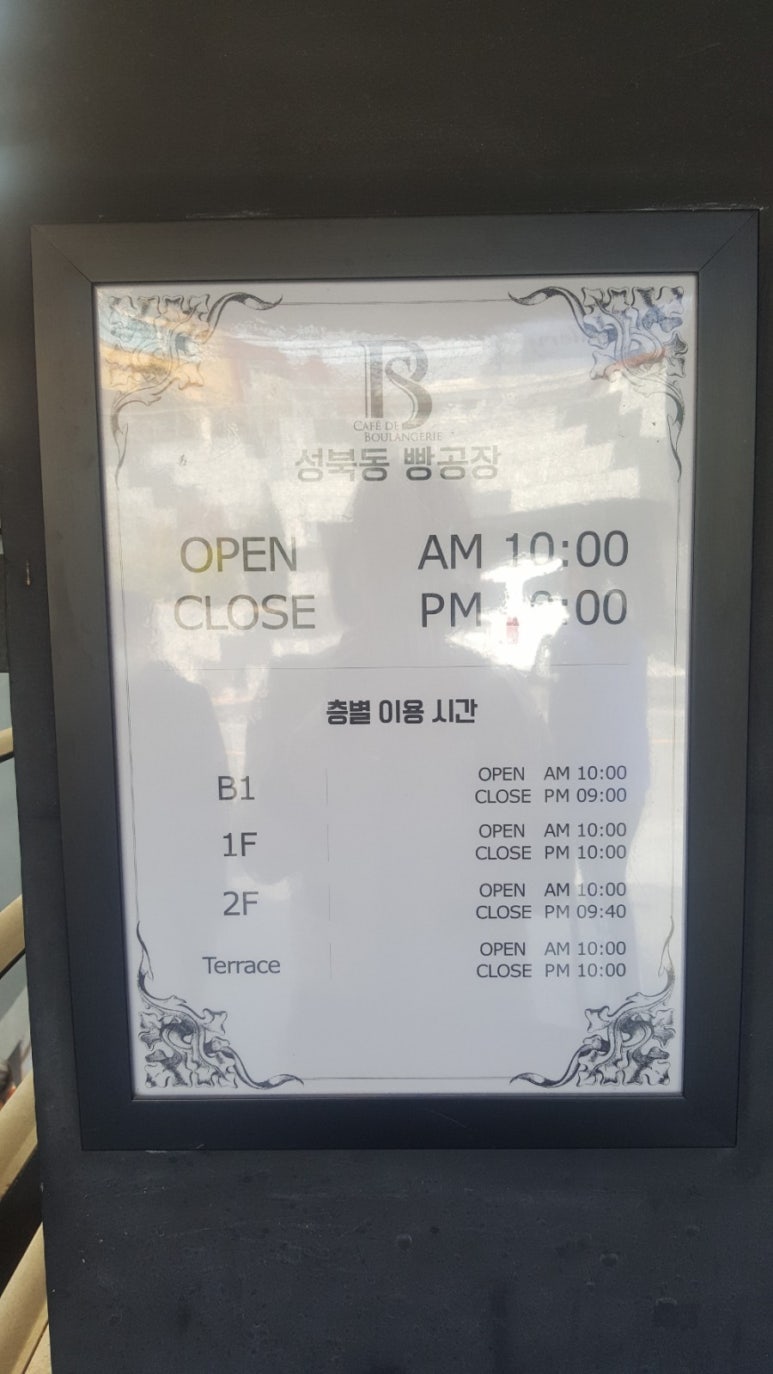 BS
CAFÉ DE
BOULANGERIE
성북동 빵공장
OPEN AM 10:00
CLOSE PM
층별 이용 시간
B1
OPEN AM 10:00
CLOSE PM 09:00
1F
OPEN AM 10:00
CLOSE PM 10:00
2F
OPEN AM 10:00
CLOSE PM 09:40
Terrace
OPEN AM 10:00
CLOSE PM 10:00